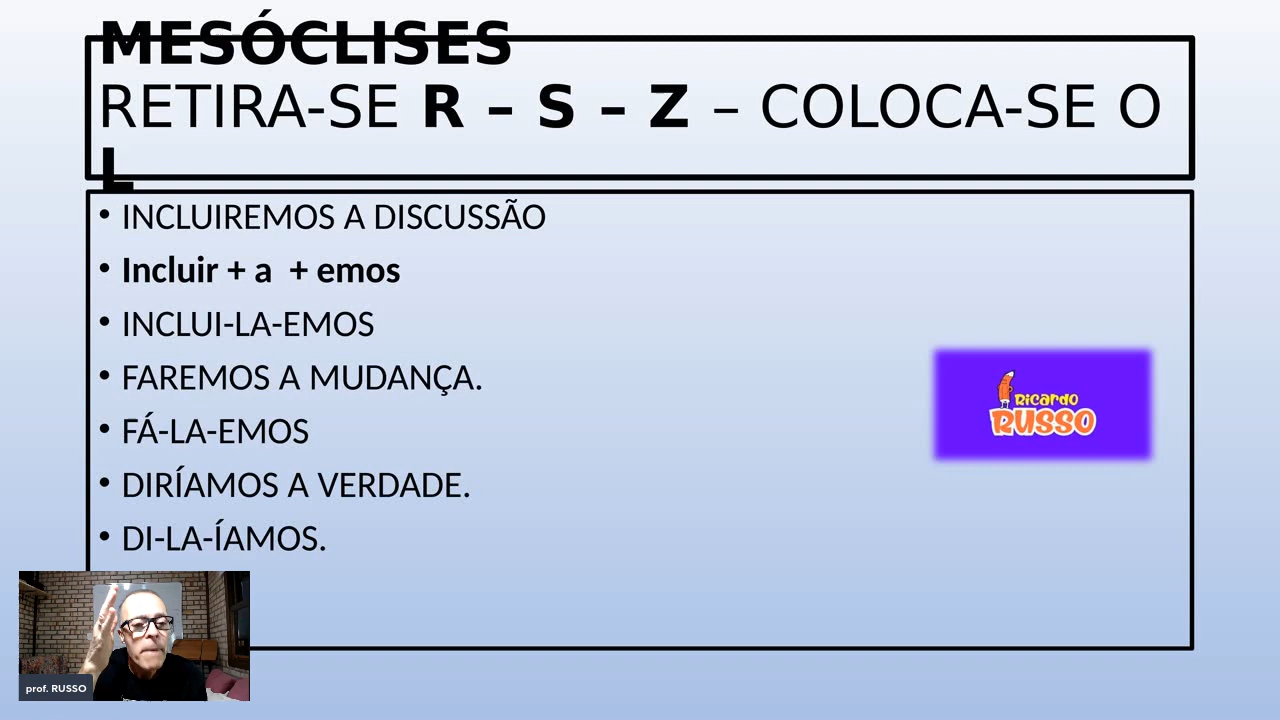 MESÓCLISES
RETIRA-SE R – S – Z – COLOCA-SE O
L
• INCLUIREMOS A DISCUSSÃO
• Incluir + a  + emos
• INCLUI-LA-EMOS
• FAREMOS A MUDANÇA.
• FÁ-LA-EMOS
• DIRÍAMOS A VERDADE.
• DI-LA-ÍAMOS.
Ricardo
RUSSO
prof. RUSSO